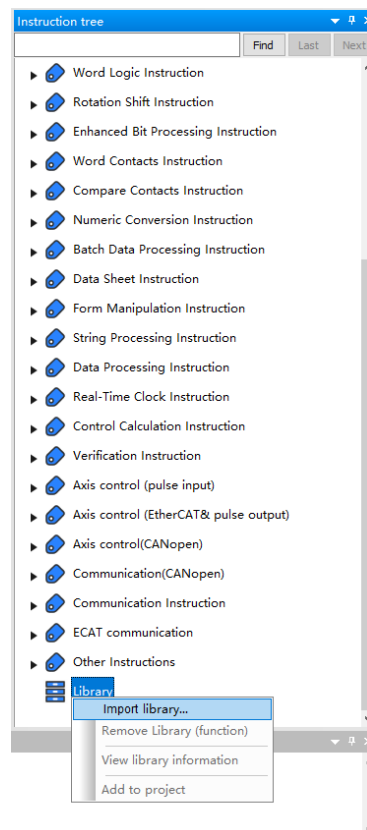 Instruction tree
Find Last Next
Word Logic Instruction
Rotation Shift Instruction
Enhanced Bit Processing Instruction
Word Contacts Instruction
Compare Contacts Instruction
Numeric Conversion Instruction
Batch Data Processing Instruction
Data Sheet Instruction
Form Manipulation Instruction
String Processing Instruction
Data Processing Instruction
Real-Time Clock Instruction
Control Calculation Instruction
Verification Instruction
Axis control (pulse input)
Axis control (EtherCAT& pulse output)
Axis control(CANopen)
Communication(CANopen)
Communication Instruction
ECAT communication
Other Instructions
Library
Import library...
Remove Library (function)
View library information
Add to project